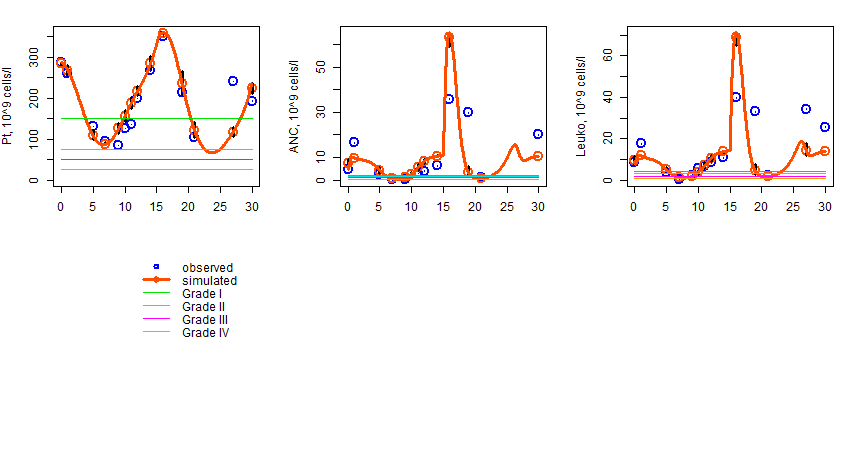 Pt, 10^9 cells/l
0 100 200 300
0 5 10 15 20 25 30
ANC, 10^9 cells/l
0 10 30 50
0 5 10 15 20 25 30
Leuko, 10^9 cells/l
0 20 40 60
0 5 10 15 20 25 30
observed
simulated
Grade I
Grade II
Grade III
Grade IV